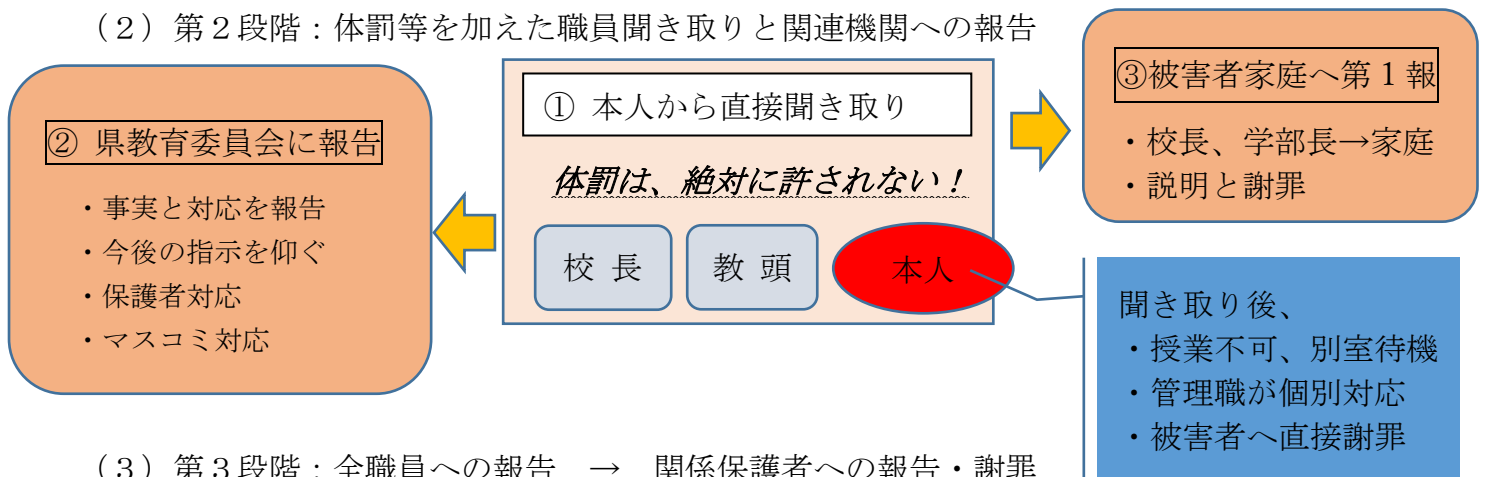 （２）第２段階：体罰等を加えた職員聞き取りと関連機関への報告
① 本人から直接聞き取り
体罰は、絶対に許されない！
校 長
教 頭
本人
② 県教育委員会に報告
・事実と対応を報告
・今後の指示を仰ぐ
・保護者対応
・マスコミ対応
③被害者家庭へ第１報
・校長、学部長→家庭
・説明と謝罪
聞き取り後、
・授業不可、別室待機
・管理職が個別対応
・被害者へ直接謝罪
（３）第３段階：全職員への報告　→　関係保護者への報告・謝罪